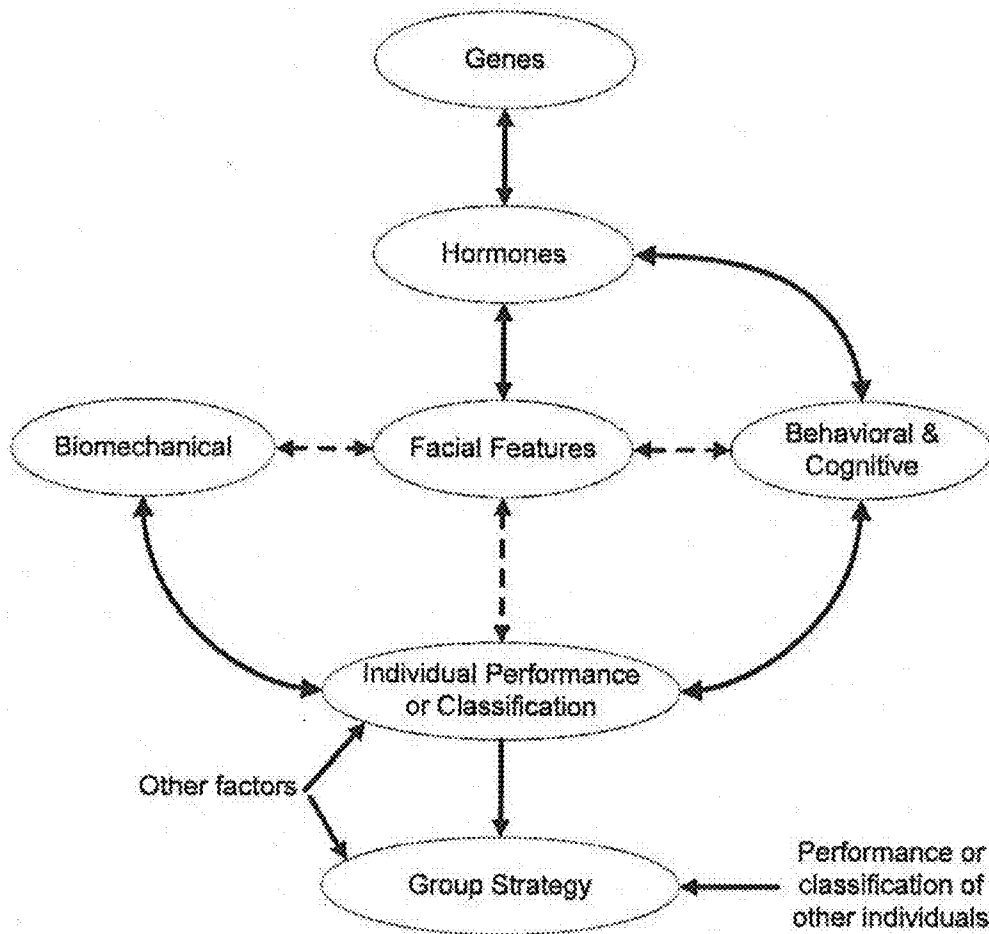 Genes
Hormones
Biomechanical
Facial Features
Behavioral &
Cognitive
Individual Performance
or Classification
Other factors
Group Strategy
Performance or
classification of
other individuals